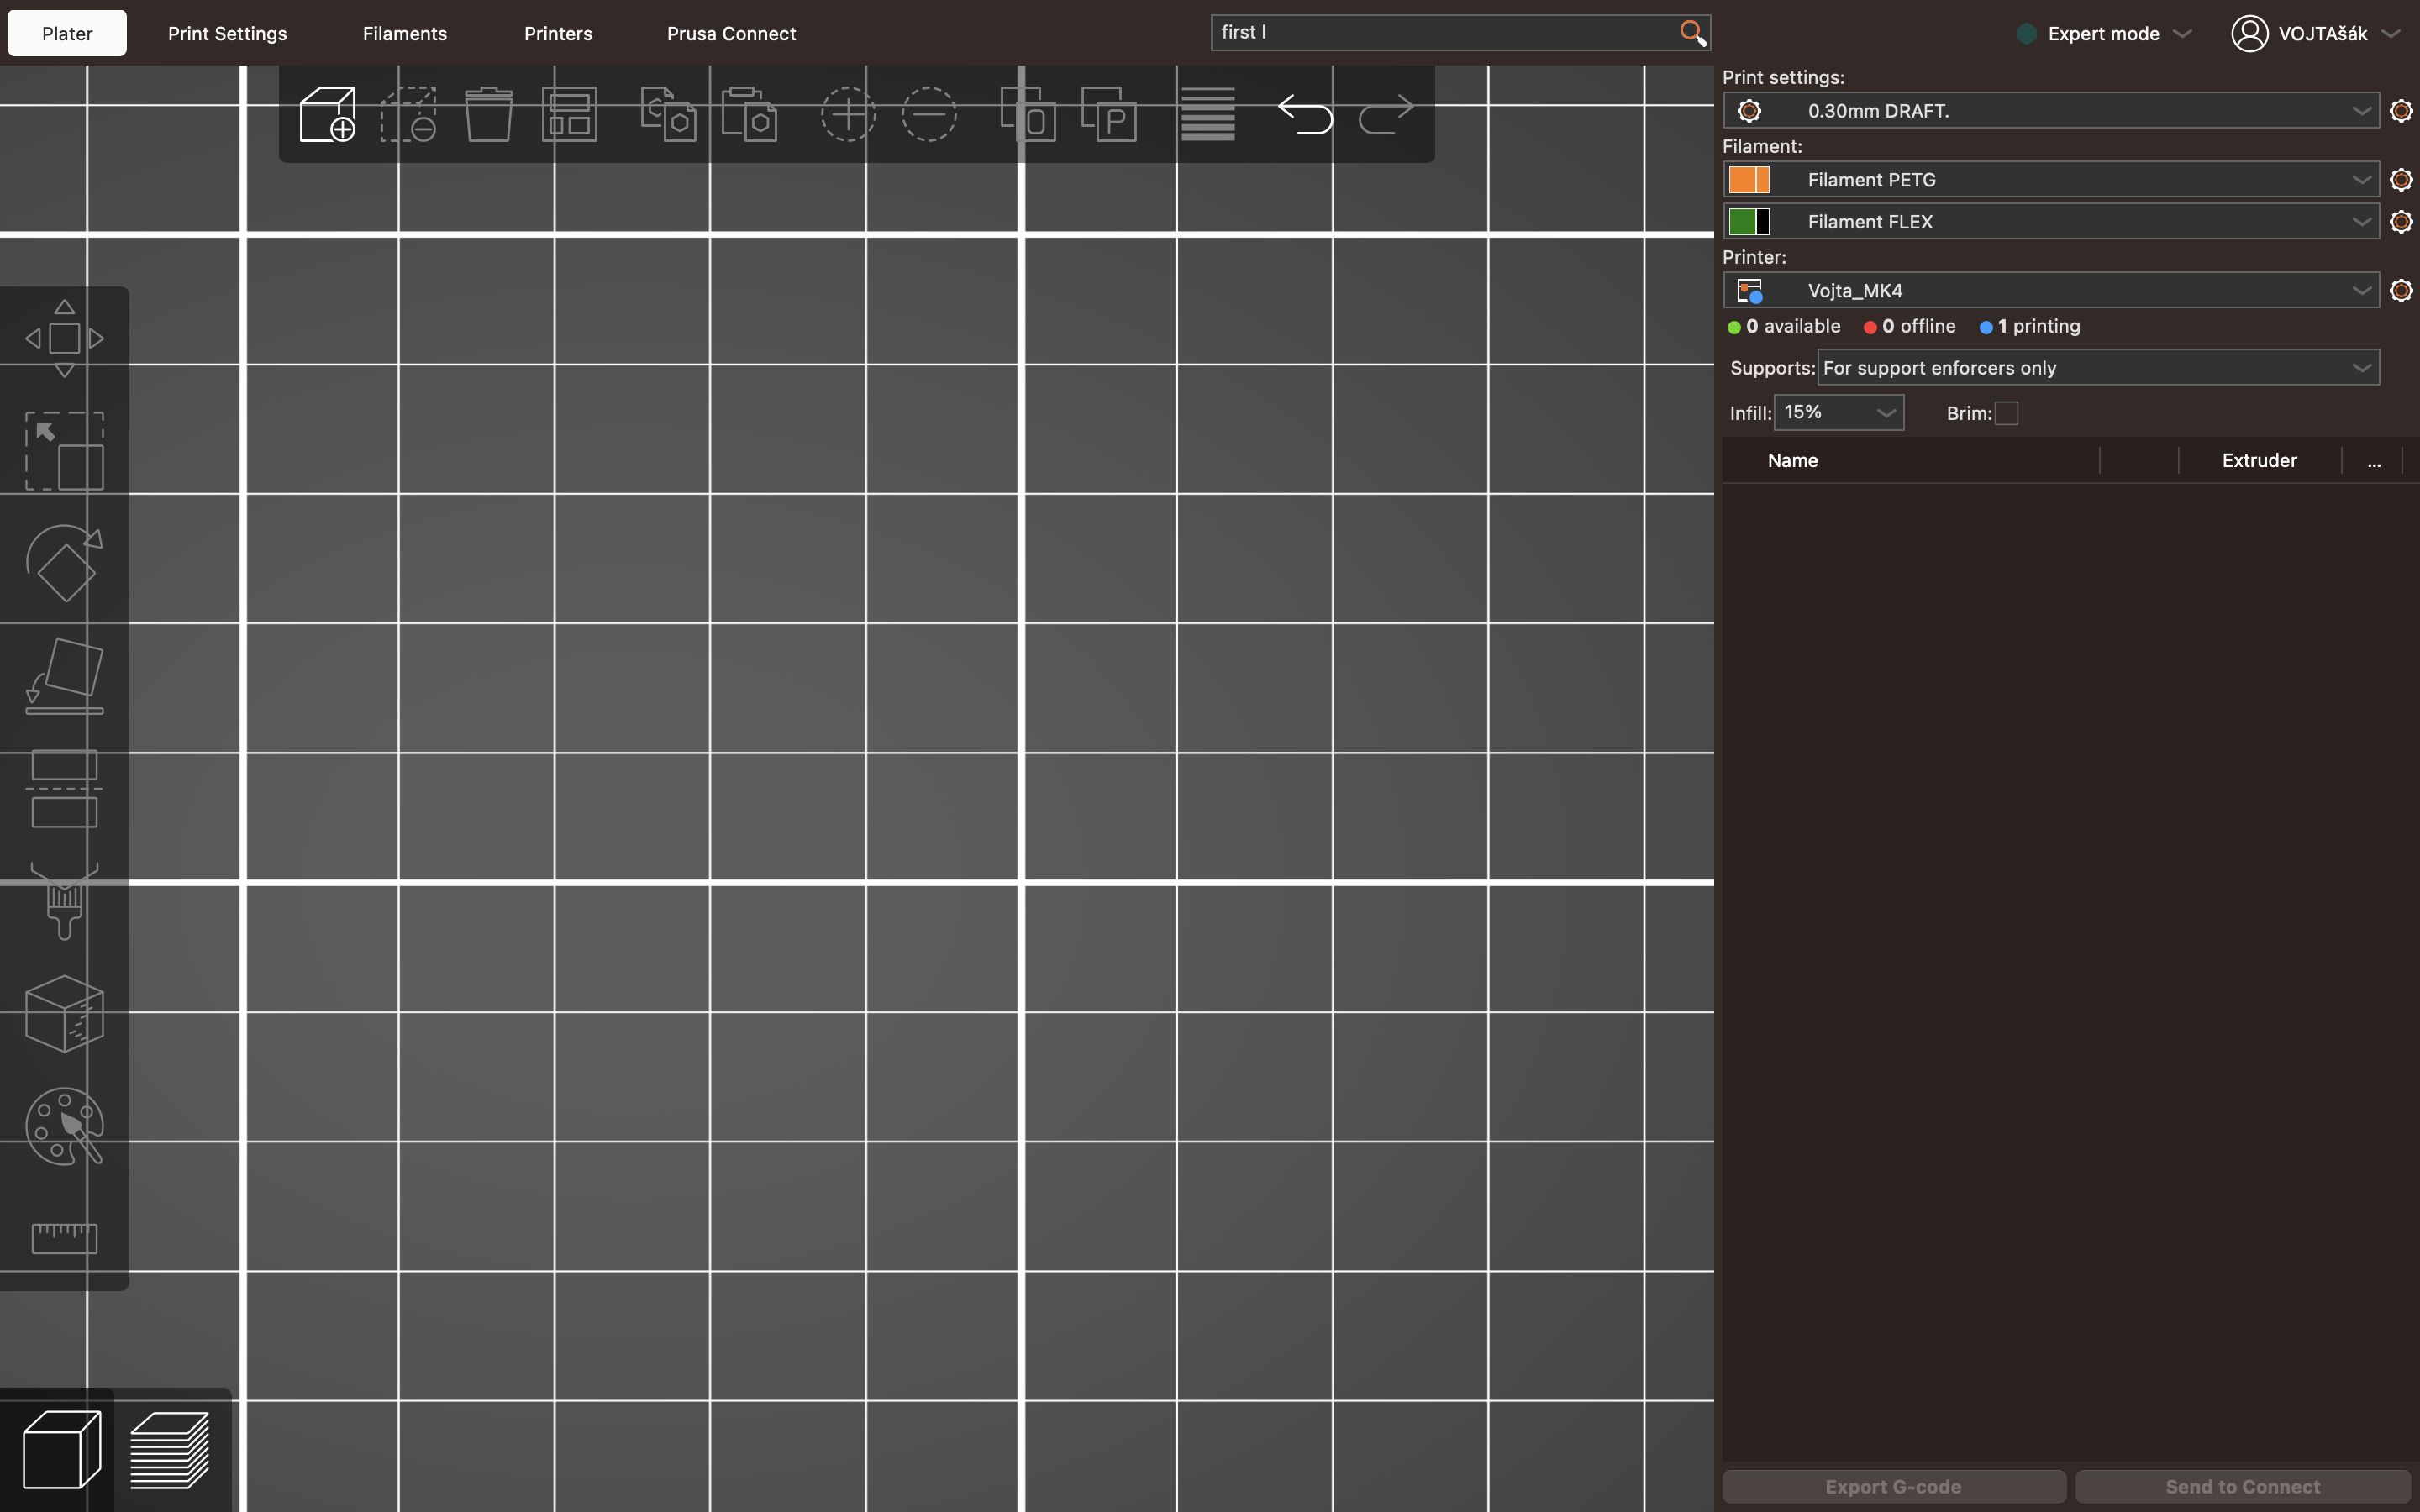 Plater
Print Settings
Filaments
Printers
Prusa Connect
first l
Expert mode
VOJTAšák
Print settings:
0.30mm DRAFT.
Filament:
Filament PETG
Filament FLEX
Printer:
Vojta_MK4
0 available
0 offline
1 printing
Supports: For support enforcers only
Infill: 15%
Brim:
Name
Extruder
...
Export G-code
Send to Connect